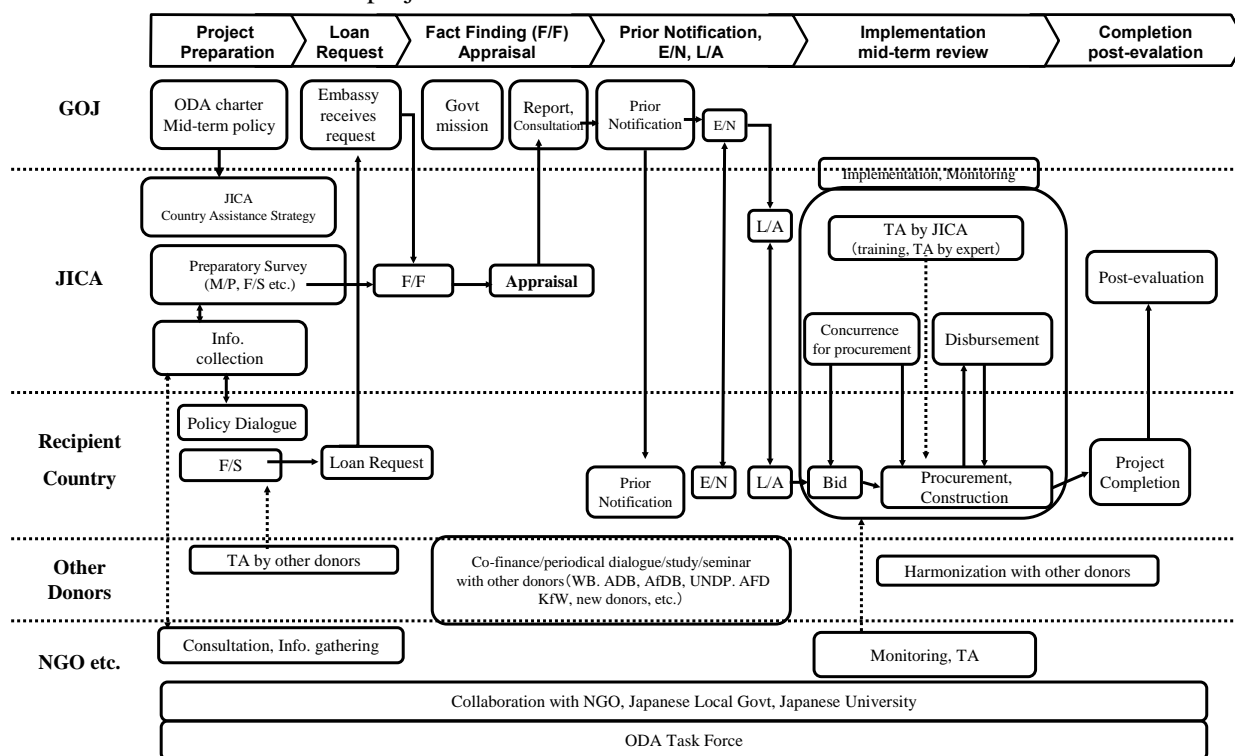 Project
Preparation
Loan
Request
Fact Finding (F/F)
Appraisal
Prior Notification,
E/N, L/A
Implementation
mid-term review
Completion
post-evalation
GOJ
ODA charter
Mid-term policy
Embassy
receives
request
Govt
mission
Report,
Consultation
Prior
Notification
E/N
Implementation, Monitoring
JICA
JICA
Country Assistance Strategy
L/A
TA by JICA
(training, TA by expert)
Preparatory Survey
(M/P, F/S etc.)
F/F
Appraisal
Post-evaluation
Info.
collection
Concurrence
for procurement
Disbursement
Recipient
Country
Policy Dialogue
F/S
Loan Request
Prior
Notification
E/N
L/A
Bid
Procurement,
Construction
Project
Completion
Other
Donors
TA by other donors
Co-finance/periodical dialogue/study/seminar
with other donors(WB. ADB, AfDB, UNDP. AFD
KfW, new donors, etc.)
Harmonization with other donors
NGO etc.
Consultation, Info. gathering
Monitoring, TA
Collaboration with NGO, Japanese Local Govt, Japanese University
ODA Task Force